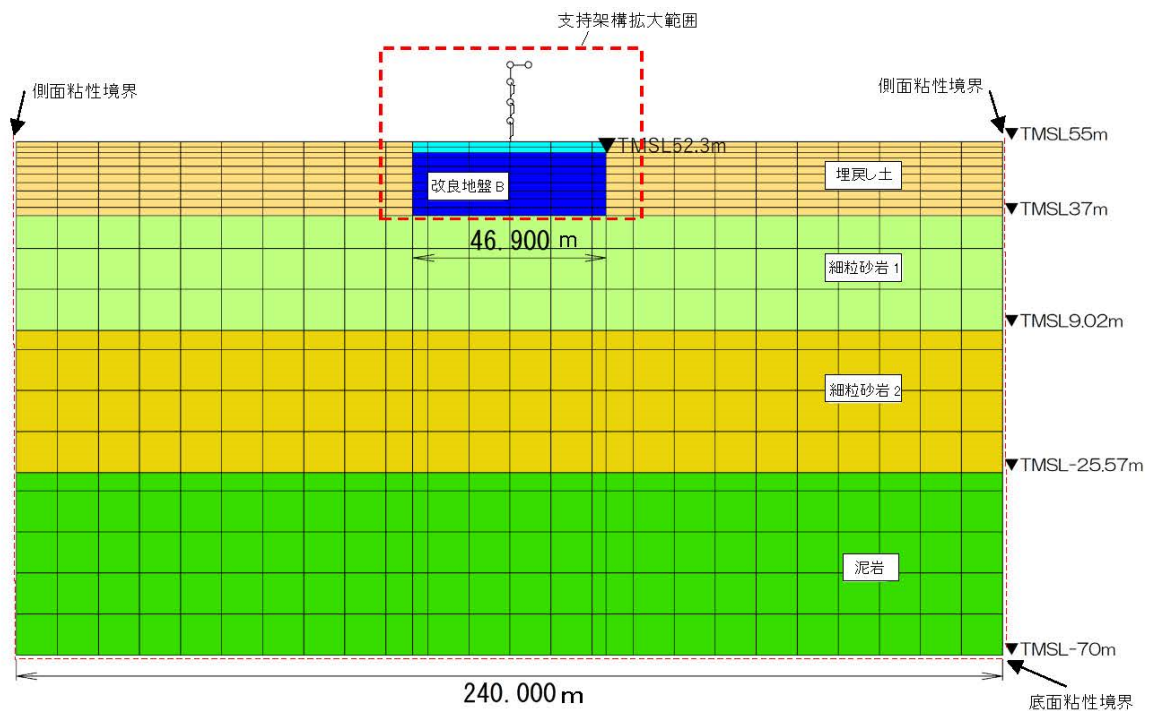 支持架構拡大範囲
側面粘性境界
側面粘性境界
▼TMSL55m
▼TMSL52.3m
埋戻し土
改良地盤B
▼TMSL37m
46.900 m
細粒砂岩1
▼TMSL9.02m
細粒砂岩2
▼TMSL-25.57m
泥岩
▼TMSL-70m
240.000 m
底面粘性境界